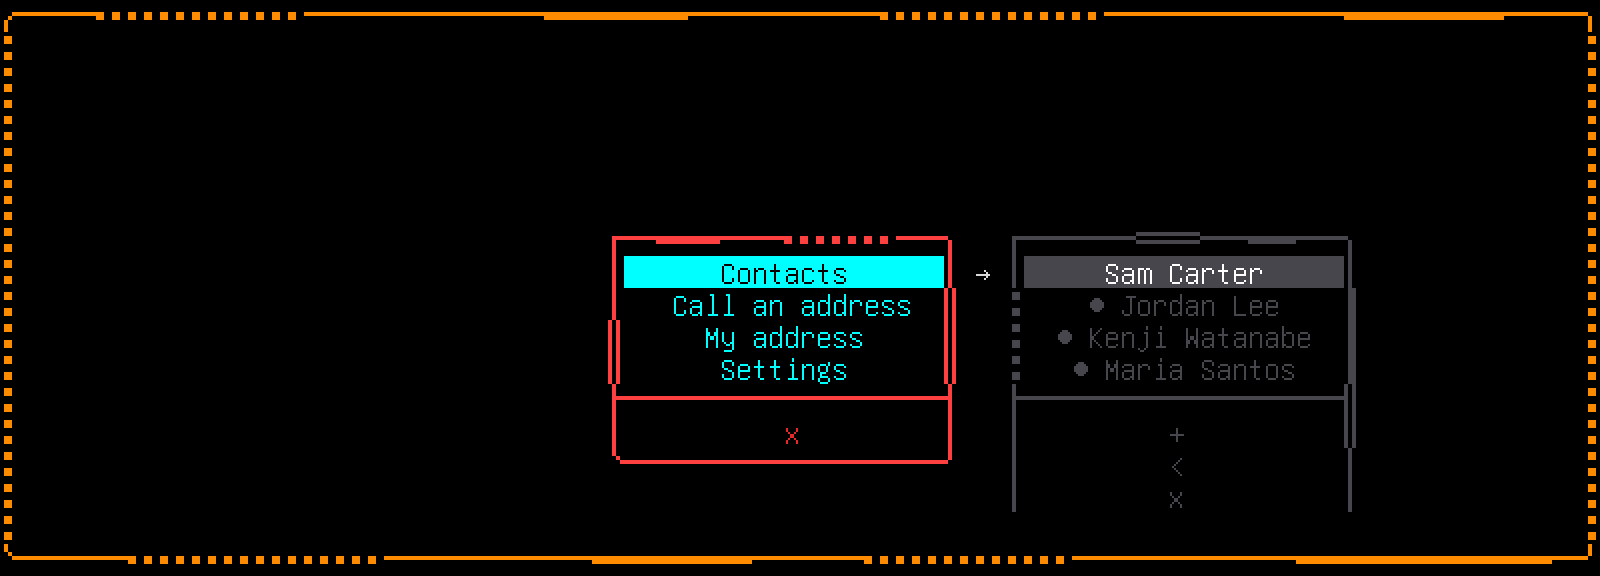 Contacts
Call an address
My address
Settings
x
→
Sam Carter
● Jordan Lee
● Kenji Watanabe
● Maria Santos
+
<
x